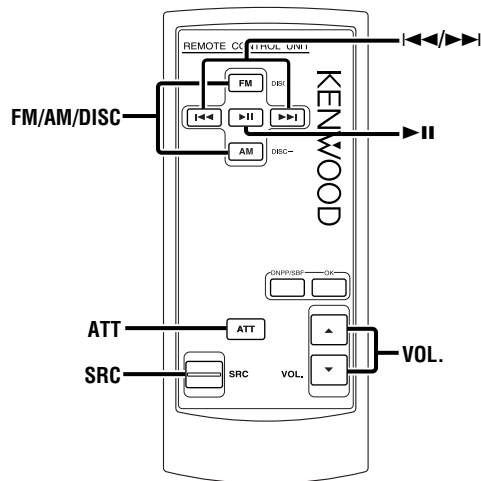 REMOTE CONTROL UNIT
|◀◀/▶▶|
FM/AM/DISC
FM
DISC
|◀◀
▶II
▶▶|
▶II
AM
DISC–
KENWOOD
DNPP/SBF
OK
ATT
ATT
SRC
SRC
VOL.
▲
▼
VOL.